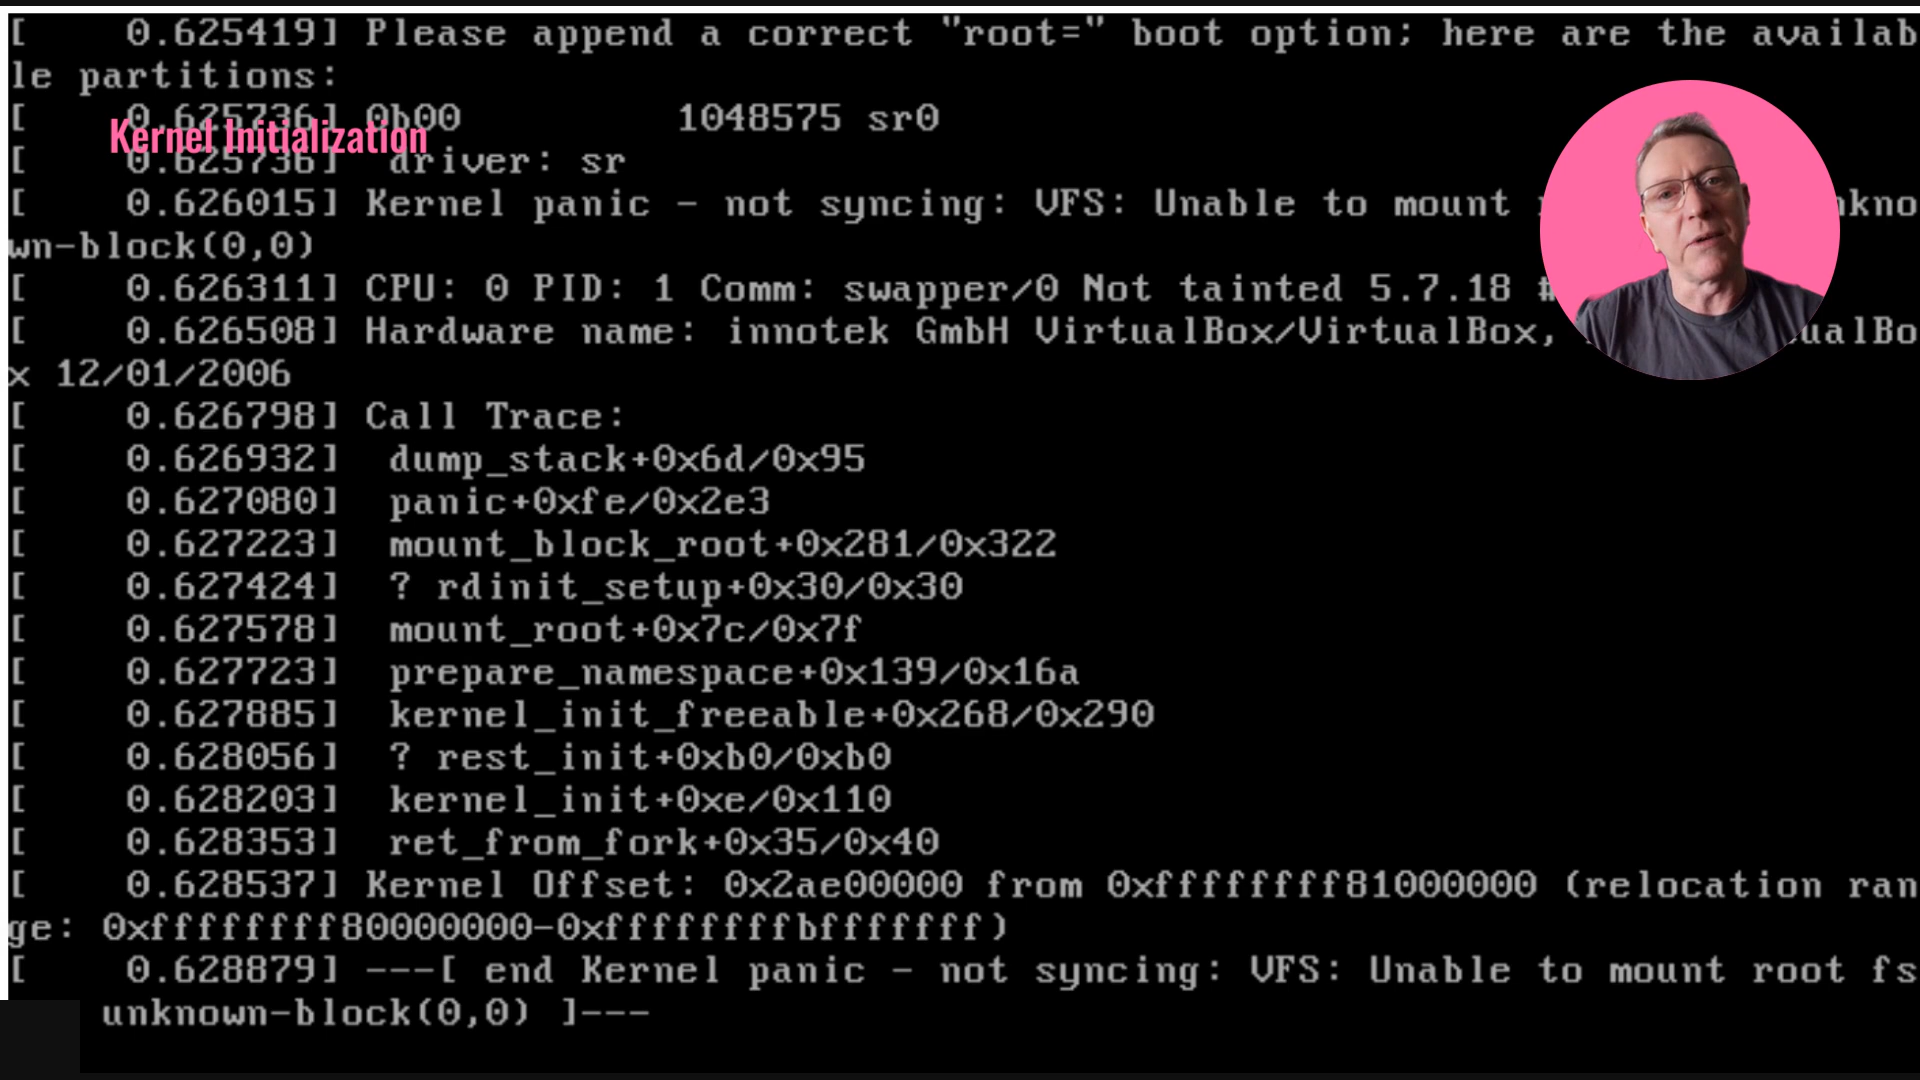 [    0.625419] Please append a correct "root=" boot option; here are the availab
le partitions:
[    0.625736] 0b00         1048575 sr0
Kernel Initialization
[    0.625736]  driver: sr
[    0.626015] Kernel panic - not syncing: VFS: Unable to mount
wn-block(0,0)
[    0.626311] CPU: 0 PID: 1 Comm: swapper/0 Not tainted 5.7.18 #
[    0.626508] Hardware name: innotek GmbH VirtualBox/VirtualBox,
x 12/01/2006
[    0.626798] Call Trace:
[    0.626932]  dump_stack+0x6d/0x95
[    0.627080]  panic+0xfe/0x2e3
[    0.627223]  mount_block_root+0x281/0x322
[    0.627424]  ? rdinit_setup+0x30/0x30
[    0.627578]  mount_root+0x7c/0x7f
[    0.627723]  prepare_namespace+0x139/0x16a
[    0.627885]  kernel_init_freeable+0x268/0x290
[    0.628056]  ? rest_init+0xb0/0xb0
[    0.628203]  kernel_init+0xe/0x110
[    0.628353]  ret_from_fork+0x35/0x40
[    0.628537] Kernel Offset: 0x2ae00000 from 0xffffffff81000000 (relocation ran
ge: 0xffffffff80000000-0xffffffffbfffffff)
[    0.628879] ---[ end Kernel panic - not syncing: VFS: Unable to mount root fs
unknown-block(0,0) ]---